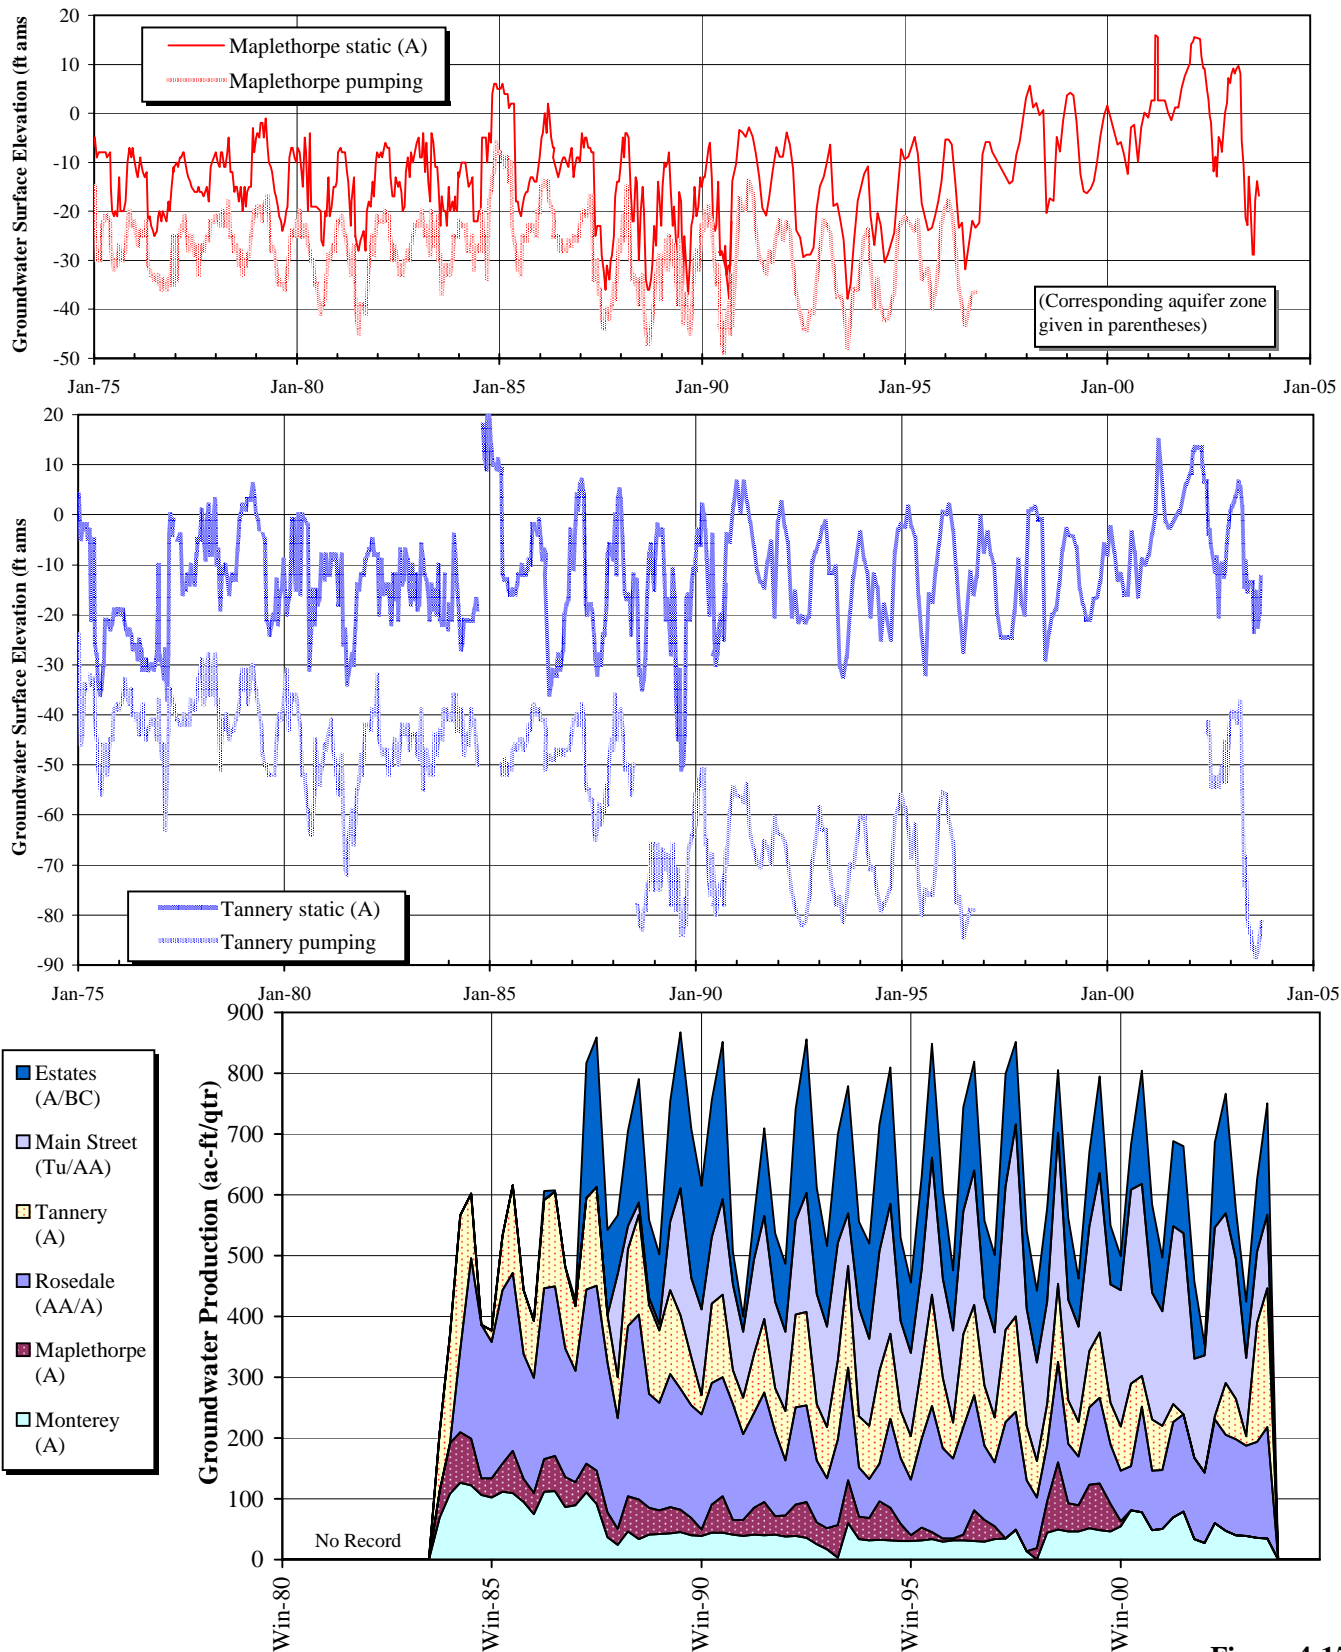 Groundwater Surface Elevation (ft ams
20
10
0
-10
-20
-30
-40
-50
Maplethorpe static (A)
Maplethorpe pumping
(Corresponding aquifer zone
given in parentheses)
Jan-75
Jan-80
Jan-85
Jan-90
Jan-95
Jan-00
Jan-05
Groundwater Surface Elevation (ft ams
20
10
0
-10
-20
-30
-40
-50
-60
-70
-80
-90
Tannery static (A)
Tannery pumping
Jan-75
Jan-80
Jan-85
Jan-90
Jan-95
Jan-00
Jan-05
Estates
(A/BC)
Main Street
(Tu/AA)
Tannery
(A)
Rosedale
(AA/A)
Maplethorpe
(A)
Monterey
(A)
Groundwater Production (ac-ft/qtr)
900
800
700
600
500
400
300
200
100
0
No Record
Win-80
Win-85
Win-90
Win-95
Win-00